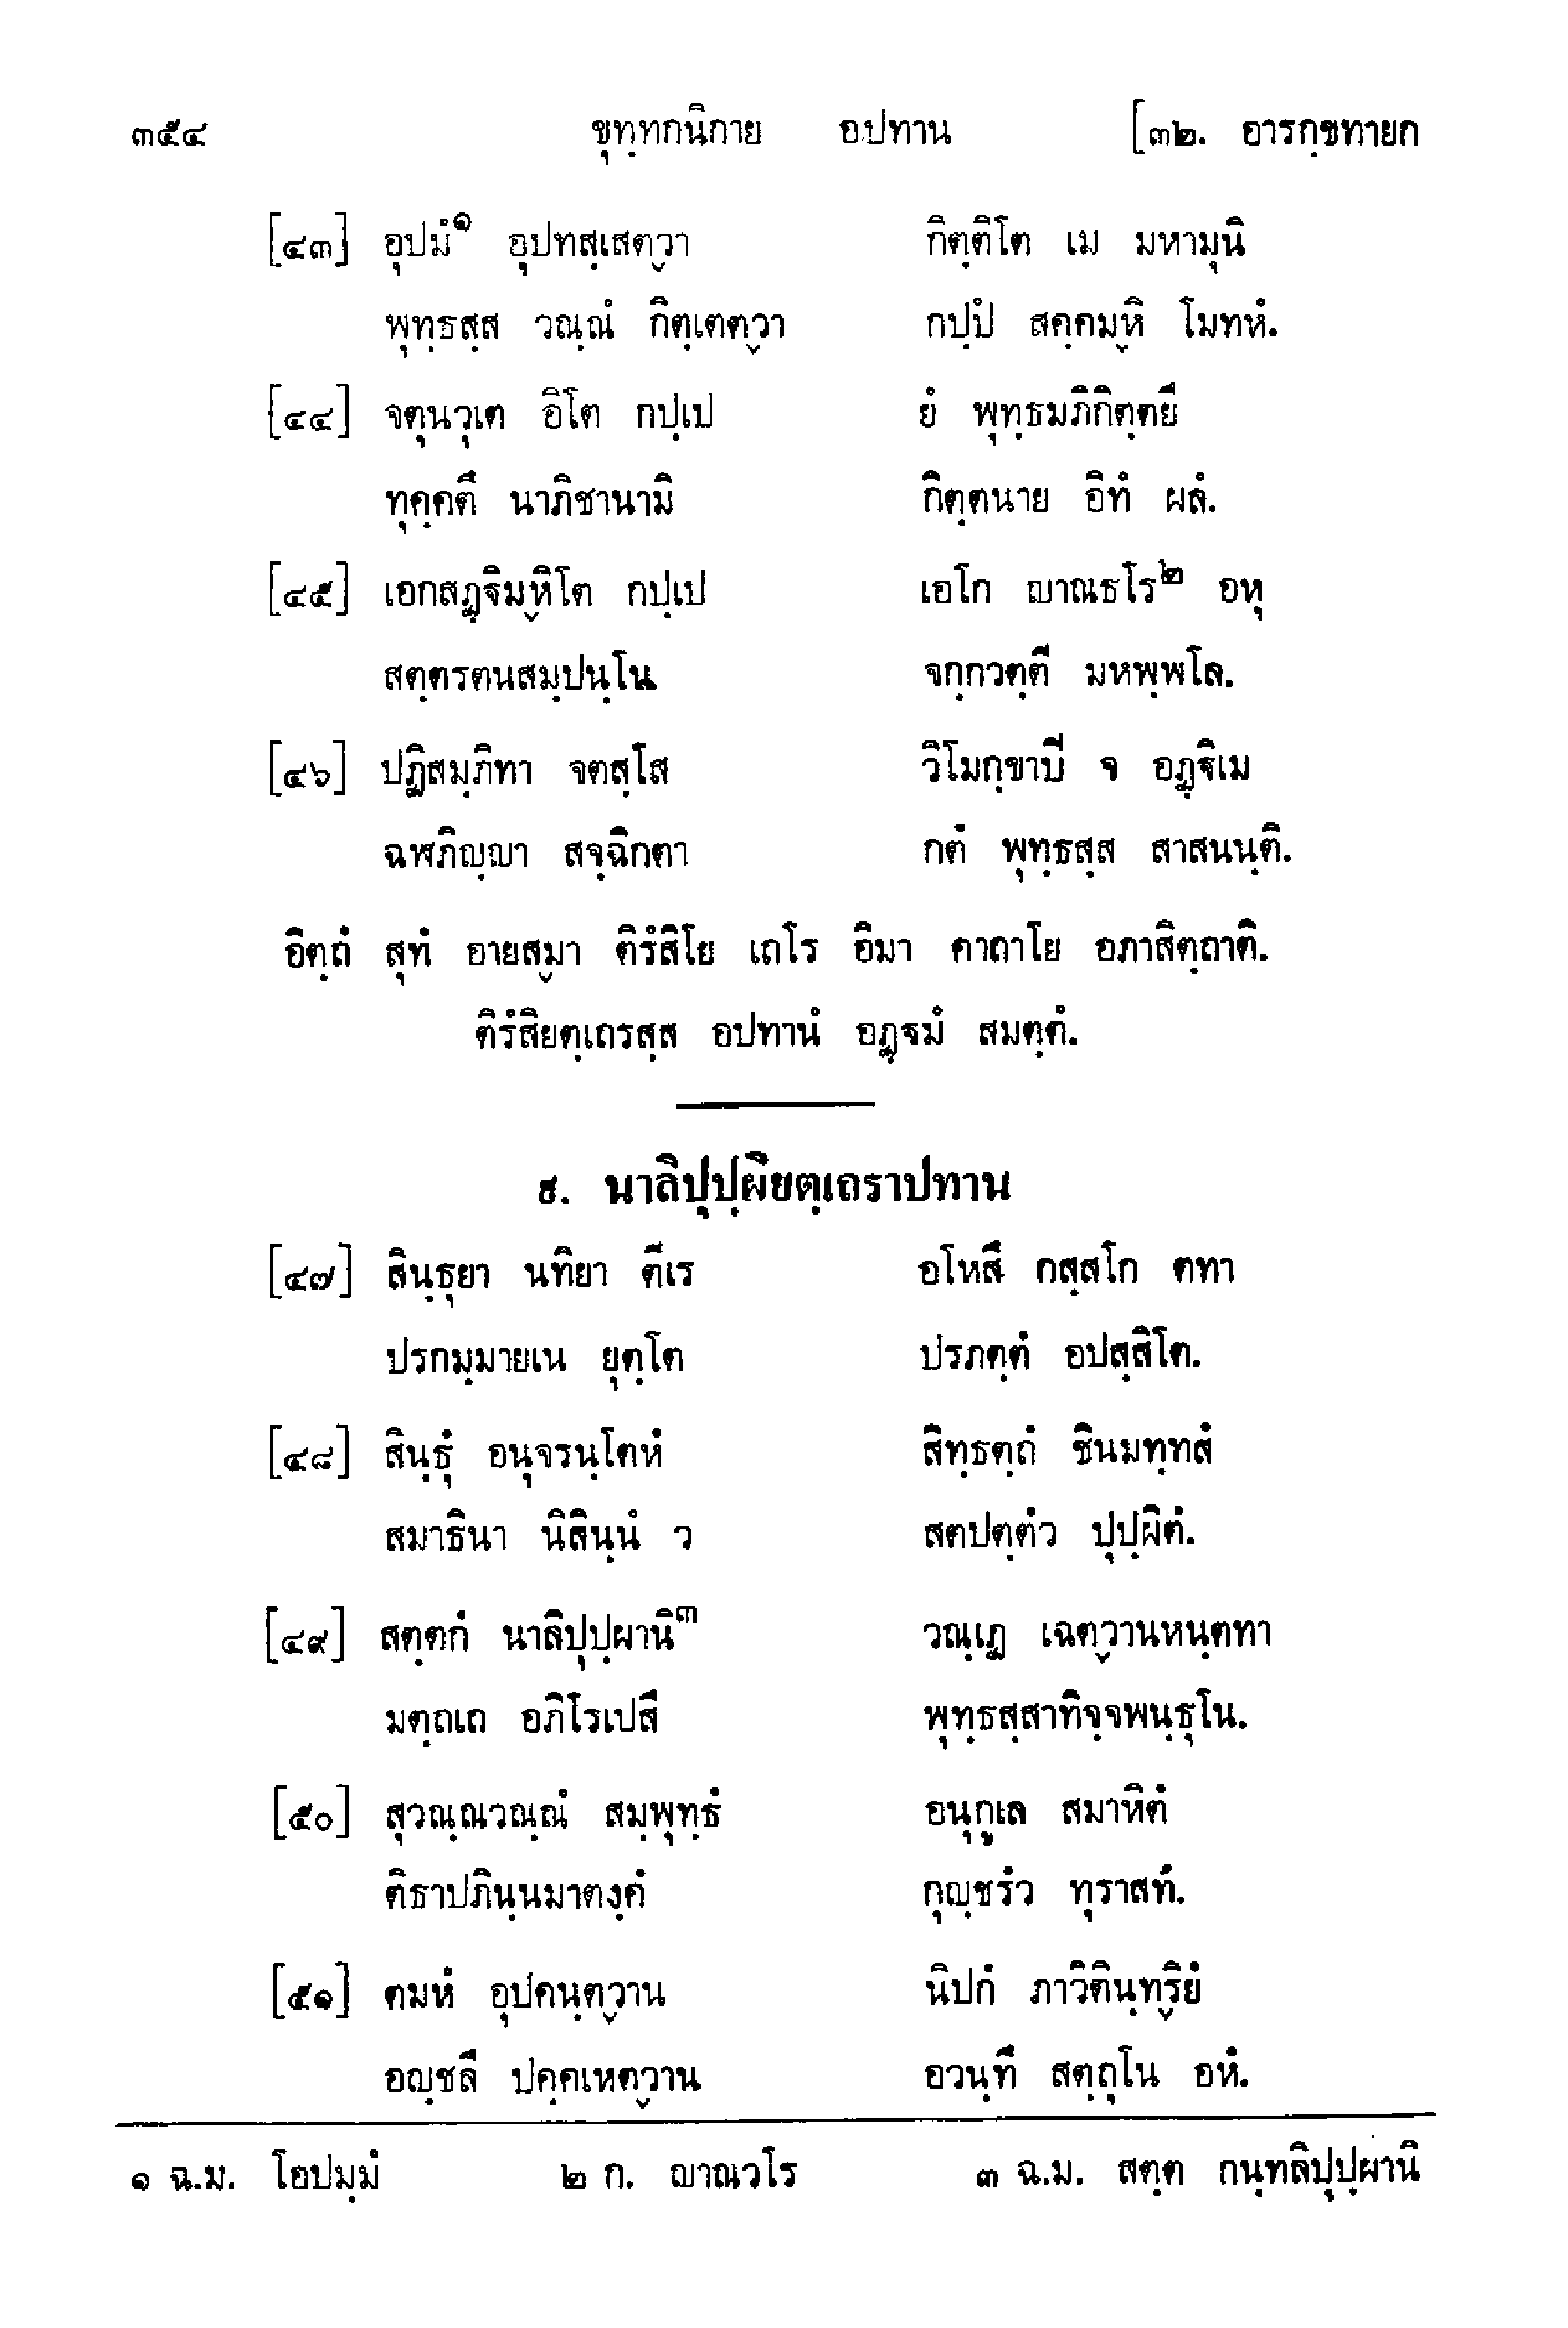 ๓๕๔ ขุทฺทกนิกาย อปทาน [๓๒. อารกฺขทายก
[๔๓] อุปมํ๑ อุปทสฺเสตฺวา กิตฺติโต เม มหามุนิ
พุทฺธสฺส วณฺณํ กิตฺเตตฺวา กปฺปํ สคฺคมฺหิ โมทหํ.
[๔๔] จตุนวุเต อิโต กปฺเป ยํ พุทฺธมภิกิตฺตยึ
ทุคฺคตึ นาภิชานามิ กิตฺตนาย อิทํ ผลํ.
[๔๕] เอกสฏฺฐิมฺหิโต กปฺเป เอโก ญาณธโร๒ อหุ
สตฺตรตนสมฺปนฺโน จกฺกวตฺตี มหพฺพโล.
[๔๖] ปฏิสมฺภิทา จตสฺโส วิโมกฺขาปี จ อฏฺฐิเม
ฉฬภิญฺญา สจฺฉิกตา กตํ พุทฺธสฺส สาสนนฺติ.
อิตฺถํ สุทํ อายสฺมา ติรํสิโย เถโร อิมา คาถาโย อภาสิตฺถาติ.
ติรํสิยตฺเถรสฺส อปทานํ อฏฺฐมํ สมตฺตํ.
๙. นาลิปุปฺผิยตฺเถราปทาน
[๔๗] สินฺธุยา นทิยา ตีเร อโหสึ กสฺสโก ตทา
ปรกมฺมายเน ยุตฺโต ปรภตฺตํ อปสฺสิโต.
[๔๘] สินฺธุํ อนุจรนฺโตหํ สิทฺธตฺถํ ชินมทฺทสํ
สมาธินา นิสินฺนํ ว สตปตฺตํว ปุปฺผิตํ.
[๔๙] สตฺตกํ นาลิปุปฺผานิ๓ วณฺเฏ เฉตฺวานหนฺตทา
มตฺถเถ อภิโรเปสึ พุทฺธสฺสาทิจฺจพนฺธุโน.
[๕๐] สุวณฺณวณฺณํ สมฺพุทฺธํ อนุกูเล สมาหิตํ
ติธาปภินฺนมาตงฺคํ กุญฺชรํว ทุราสทํ.
[๕๑] ตมหํ อุปคนฺตฺวาน นิปกํ ภาวิตินฺทฺริยํ
อญฺชลึ ปคฺคเหตฺวาน อวนฺทึ สตฺถุโน อหํ.
๑ ฉ.ม. โอปมฺมํ ๒ ก. ญาณวโร ๓ ฉ.ม. สตฺต กนฺทลิปุปฺผานิ